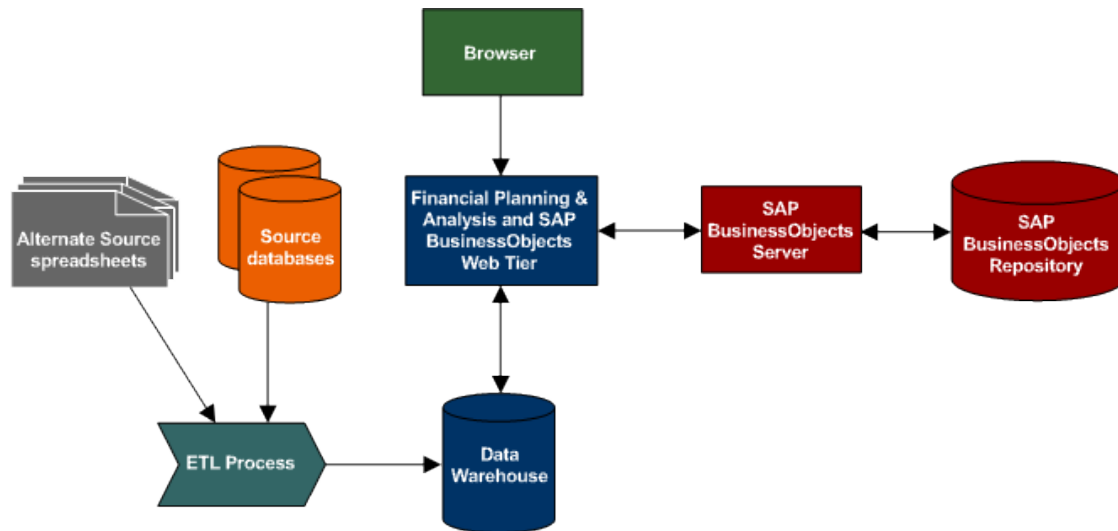 Browser
Alternate Source
spreadsheets
Source
databases
Financial Planning &
Analysis and SAP
BusinessObjects
Web Tier
SAP
BusinessObjects
Server
SAP
BusinessObjects
Repository
ETL Process
Data
Warehouse